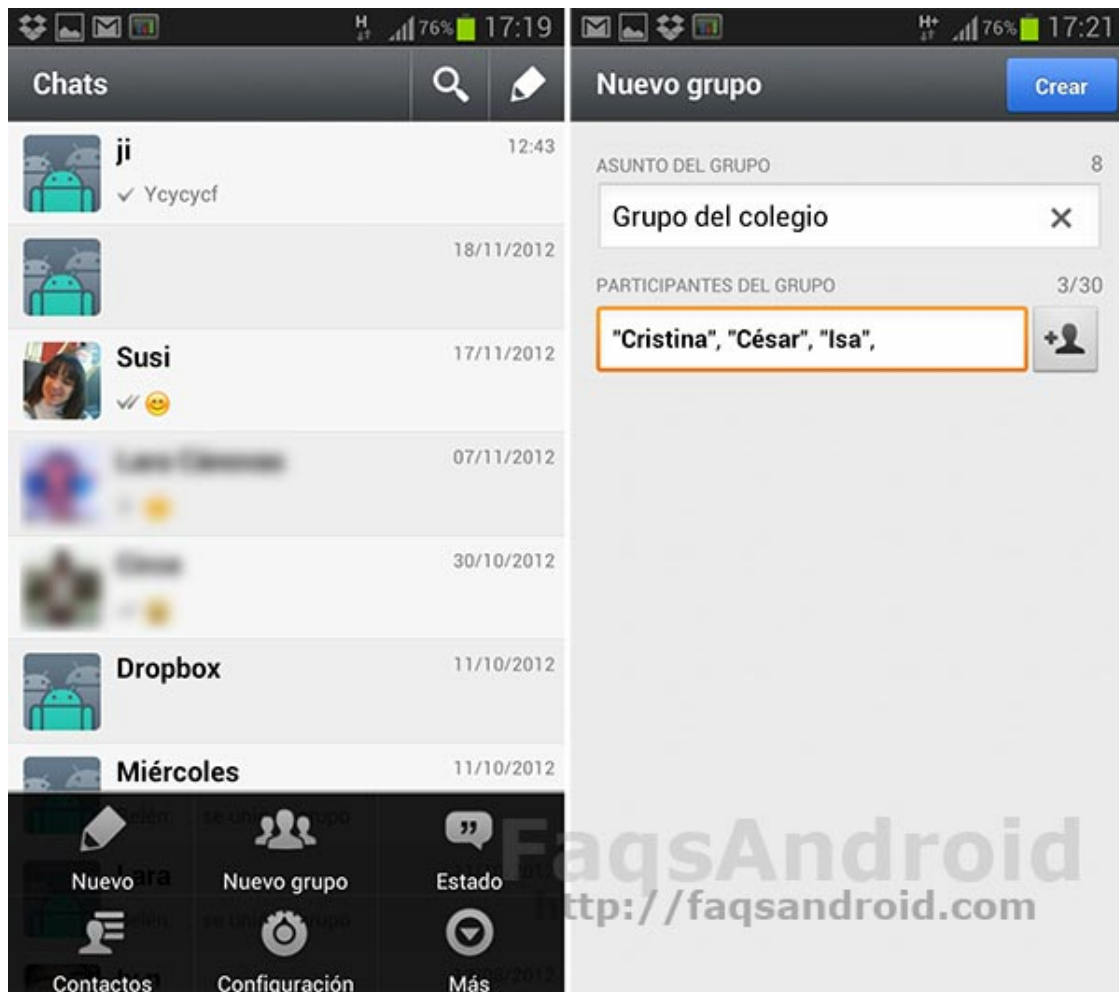 H
76%
17:19
Chats
ji
12:43
Ycycycf
18/11/2012
Susi
17/11/2012
07/11/2012
30/10/2012
Dropbox
11/10/2012
Miércoles
11/10/2012
Nuevo
Nuevo grupo
Estado
Contactos
Configuración
Más
H+
76%
17:21
Nuevo grupo
Crear
ASUNTO DEL GRUPO
8
Grupo del colegio
PARTICIPANTES DEL GRUPO
3/30
"Cristina", "César", "Isa",
FaqsAndroid
http://faqsandroid.com